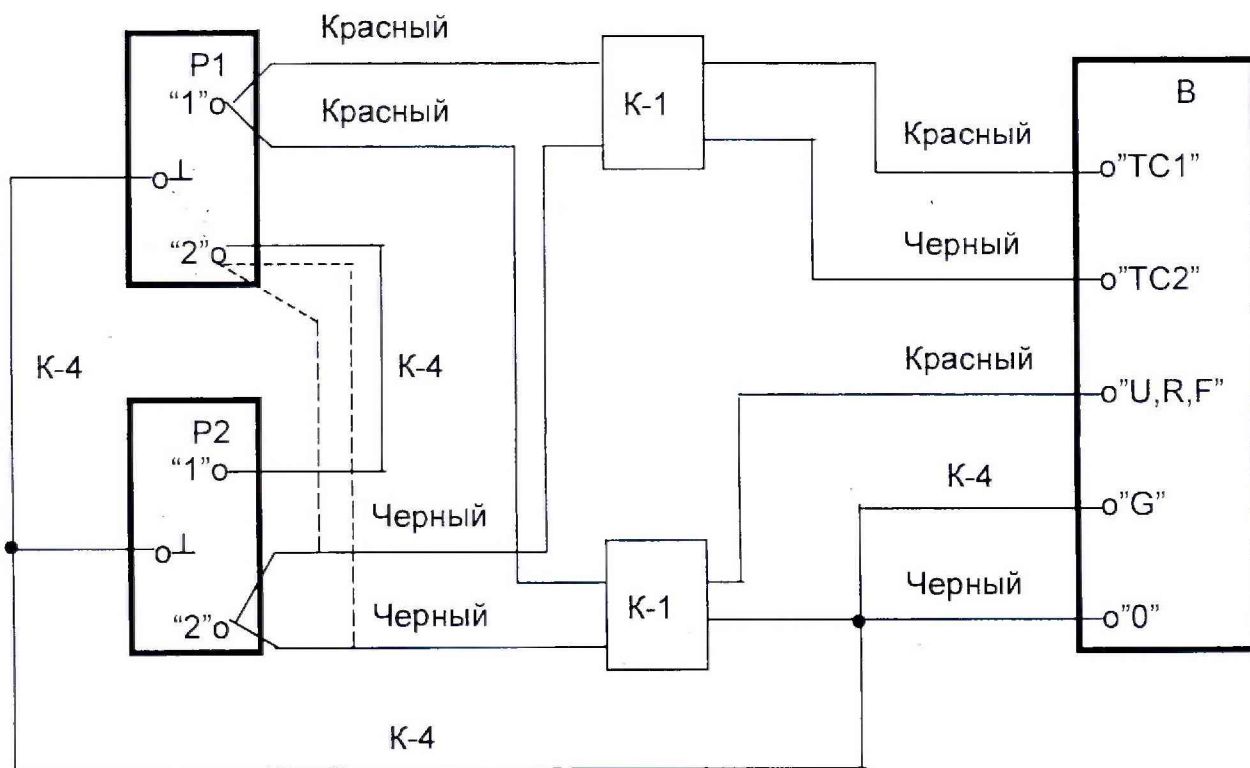 Красный
P1
“1”
Красный
К-1
B
Красный
"TC1"
“2”
Черный
"TC2"
К-4
К-4
Красный
"U,R,F"
P2
“1”
К-4
"G"
Черный
Черный
"0"
“2”
Черный
К-1
К-4